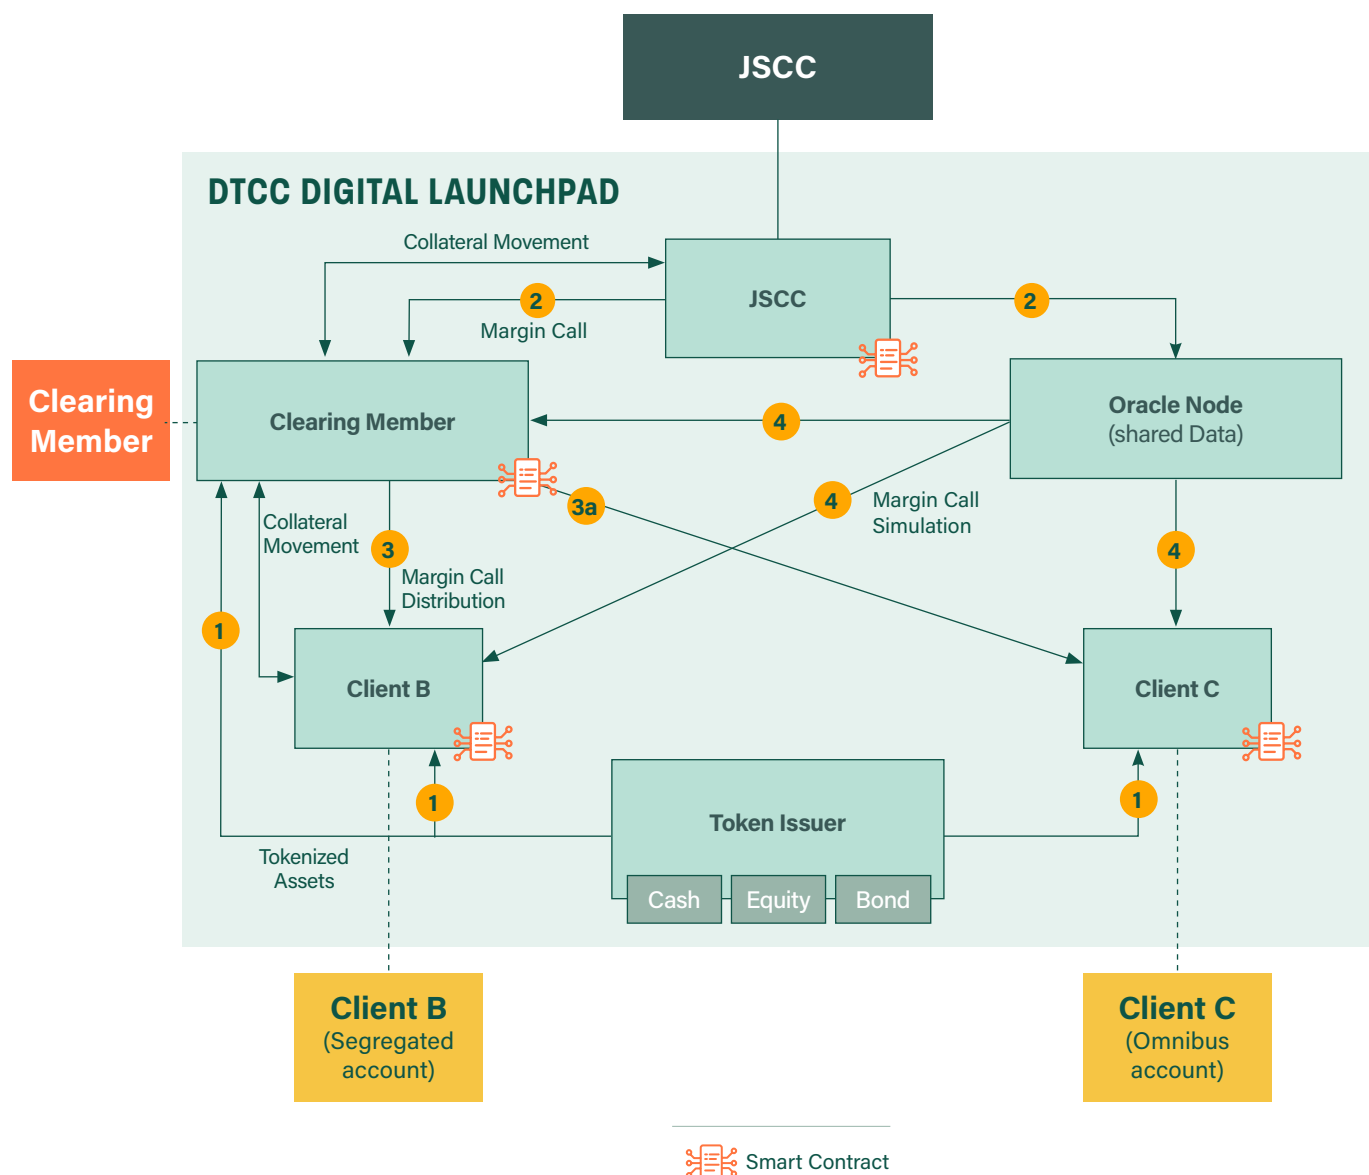 JSCC
DTCC DIGITAL LAUNCHPAD
Collateral Movement
JSCC
2
2
Margin Call
Clearing
Member
Clearing Member
Oracle Node
(shared Data)
4
3a
4
Margin Call
Simulation
Collateral
Movement
3
4
Margin Call
Distribution
1
Client B
Client C
1
1
Token Issuer
Tokenized
Assets
Cash
Equity
Bond
Client B
(Segregated
account)
Client C
(Omnibus
account)
Smart Contract